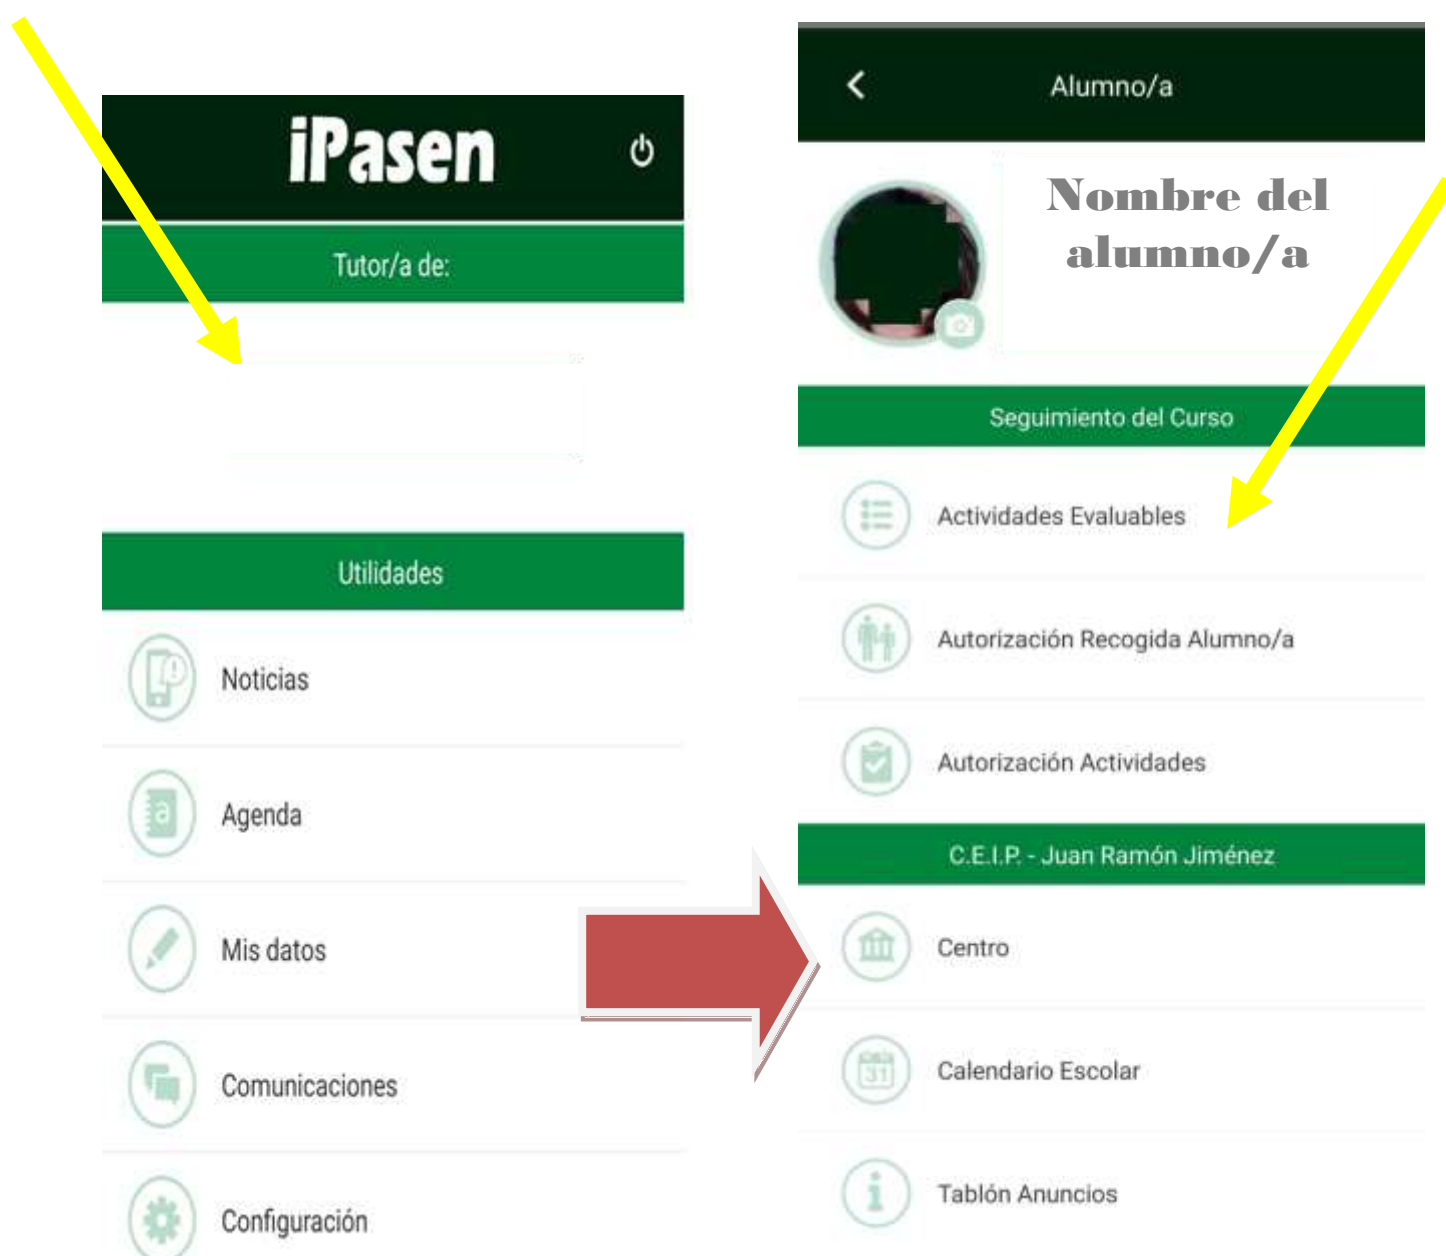 iPasen
Tutor/a de:
Utilidades
Noticias
Agenda
Mis datos
Comunicaciones
Configuración
Alumno/a
Nombre del
alumno/a
Seguimiento del Curso
Actividades Evaluables
Autorización Recogida Alumno/a
Autorización Actividades
C.E.I.P. - Juan Ramón Jiménez
Centro
Calendario Escolar
31
Tablón Anuncios